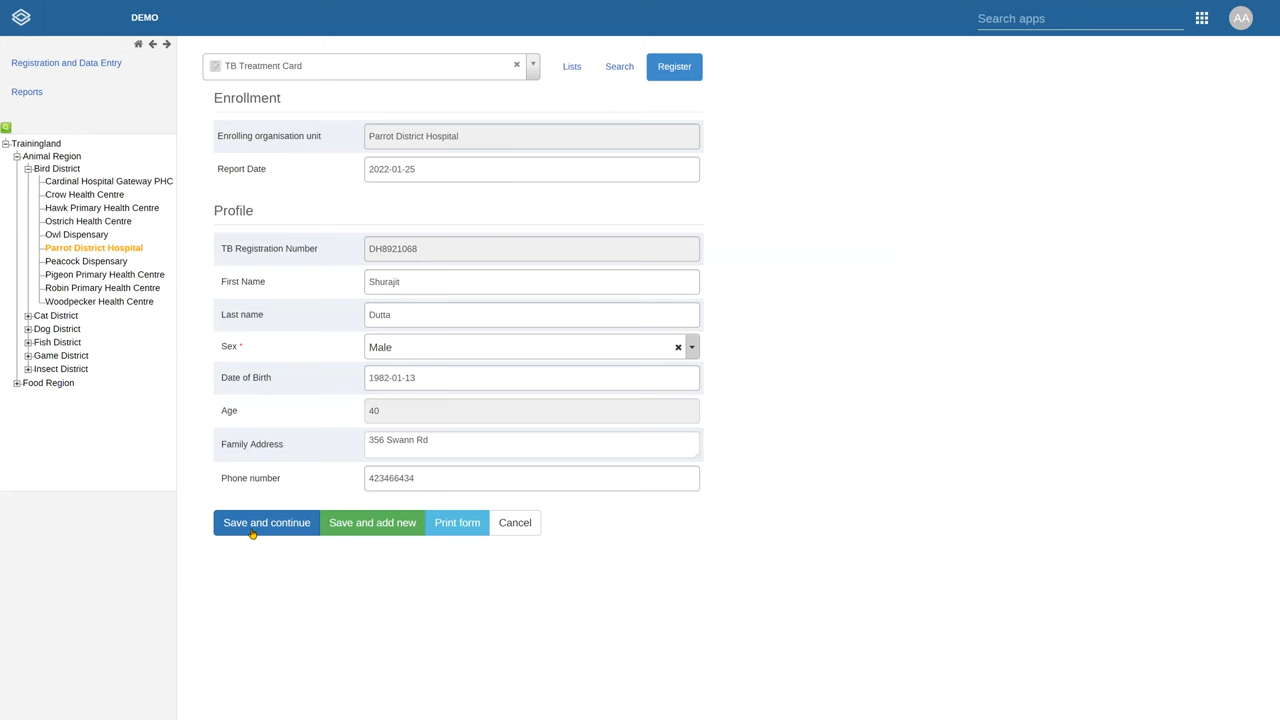 DEMO
Search apps
AA
Registration and Data Entry
Reports
Trainingland
Animal Region
Bird District
Cardinal Hospital Gateway PHC
Crow Health Centre
Hawk Primary Health Centre
Ostrich Health Centre
Owl Dispensary
Parrot District Hospital
Peacock Dispensary
Pigeon Primary Health Centre
Robin Primary Health Centre
Woodpecker Health Centre
Cat District
Dog District
Fish District
Game District
Insect District
Food Region
TB Treatment Card
Lists
Search
Register
Enrollment
Enrolling organisation unit Parrot District Hospital
Report Date 2022-01-25
Profile
TB Registration Number DH8921068
First Name Shurajit
Last name Dutta
Sex * Male
Date of Birth 1982-01-13
Age 40
Family Address 356 Swann Rd
Phone number 423466434
Save and continue Save and add new Print form Cancel